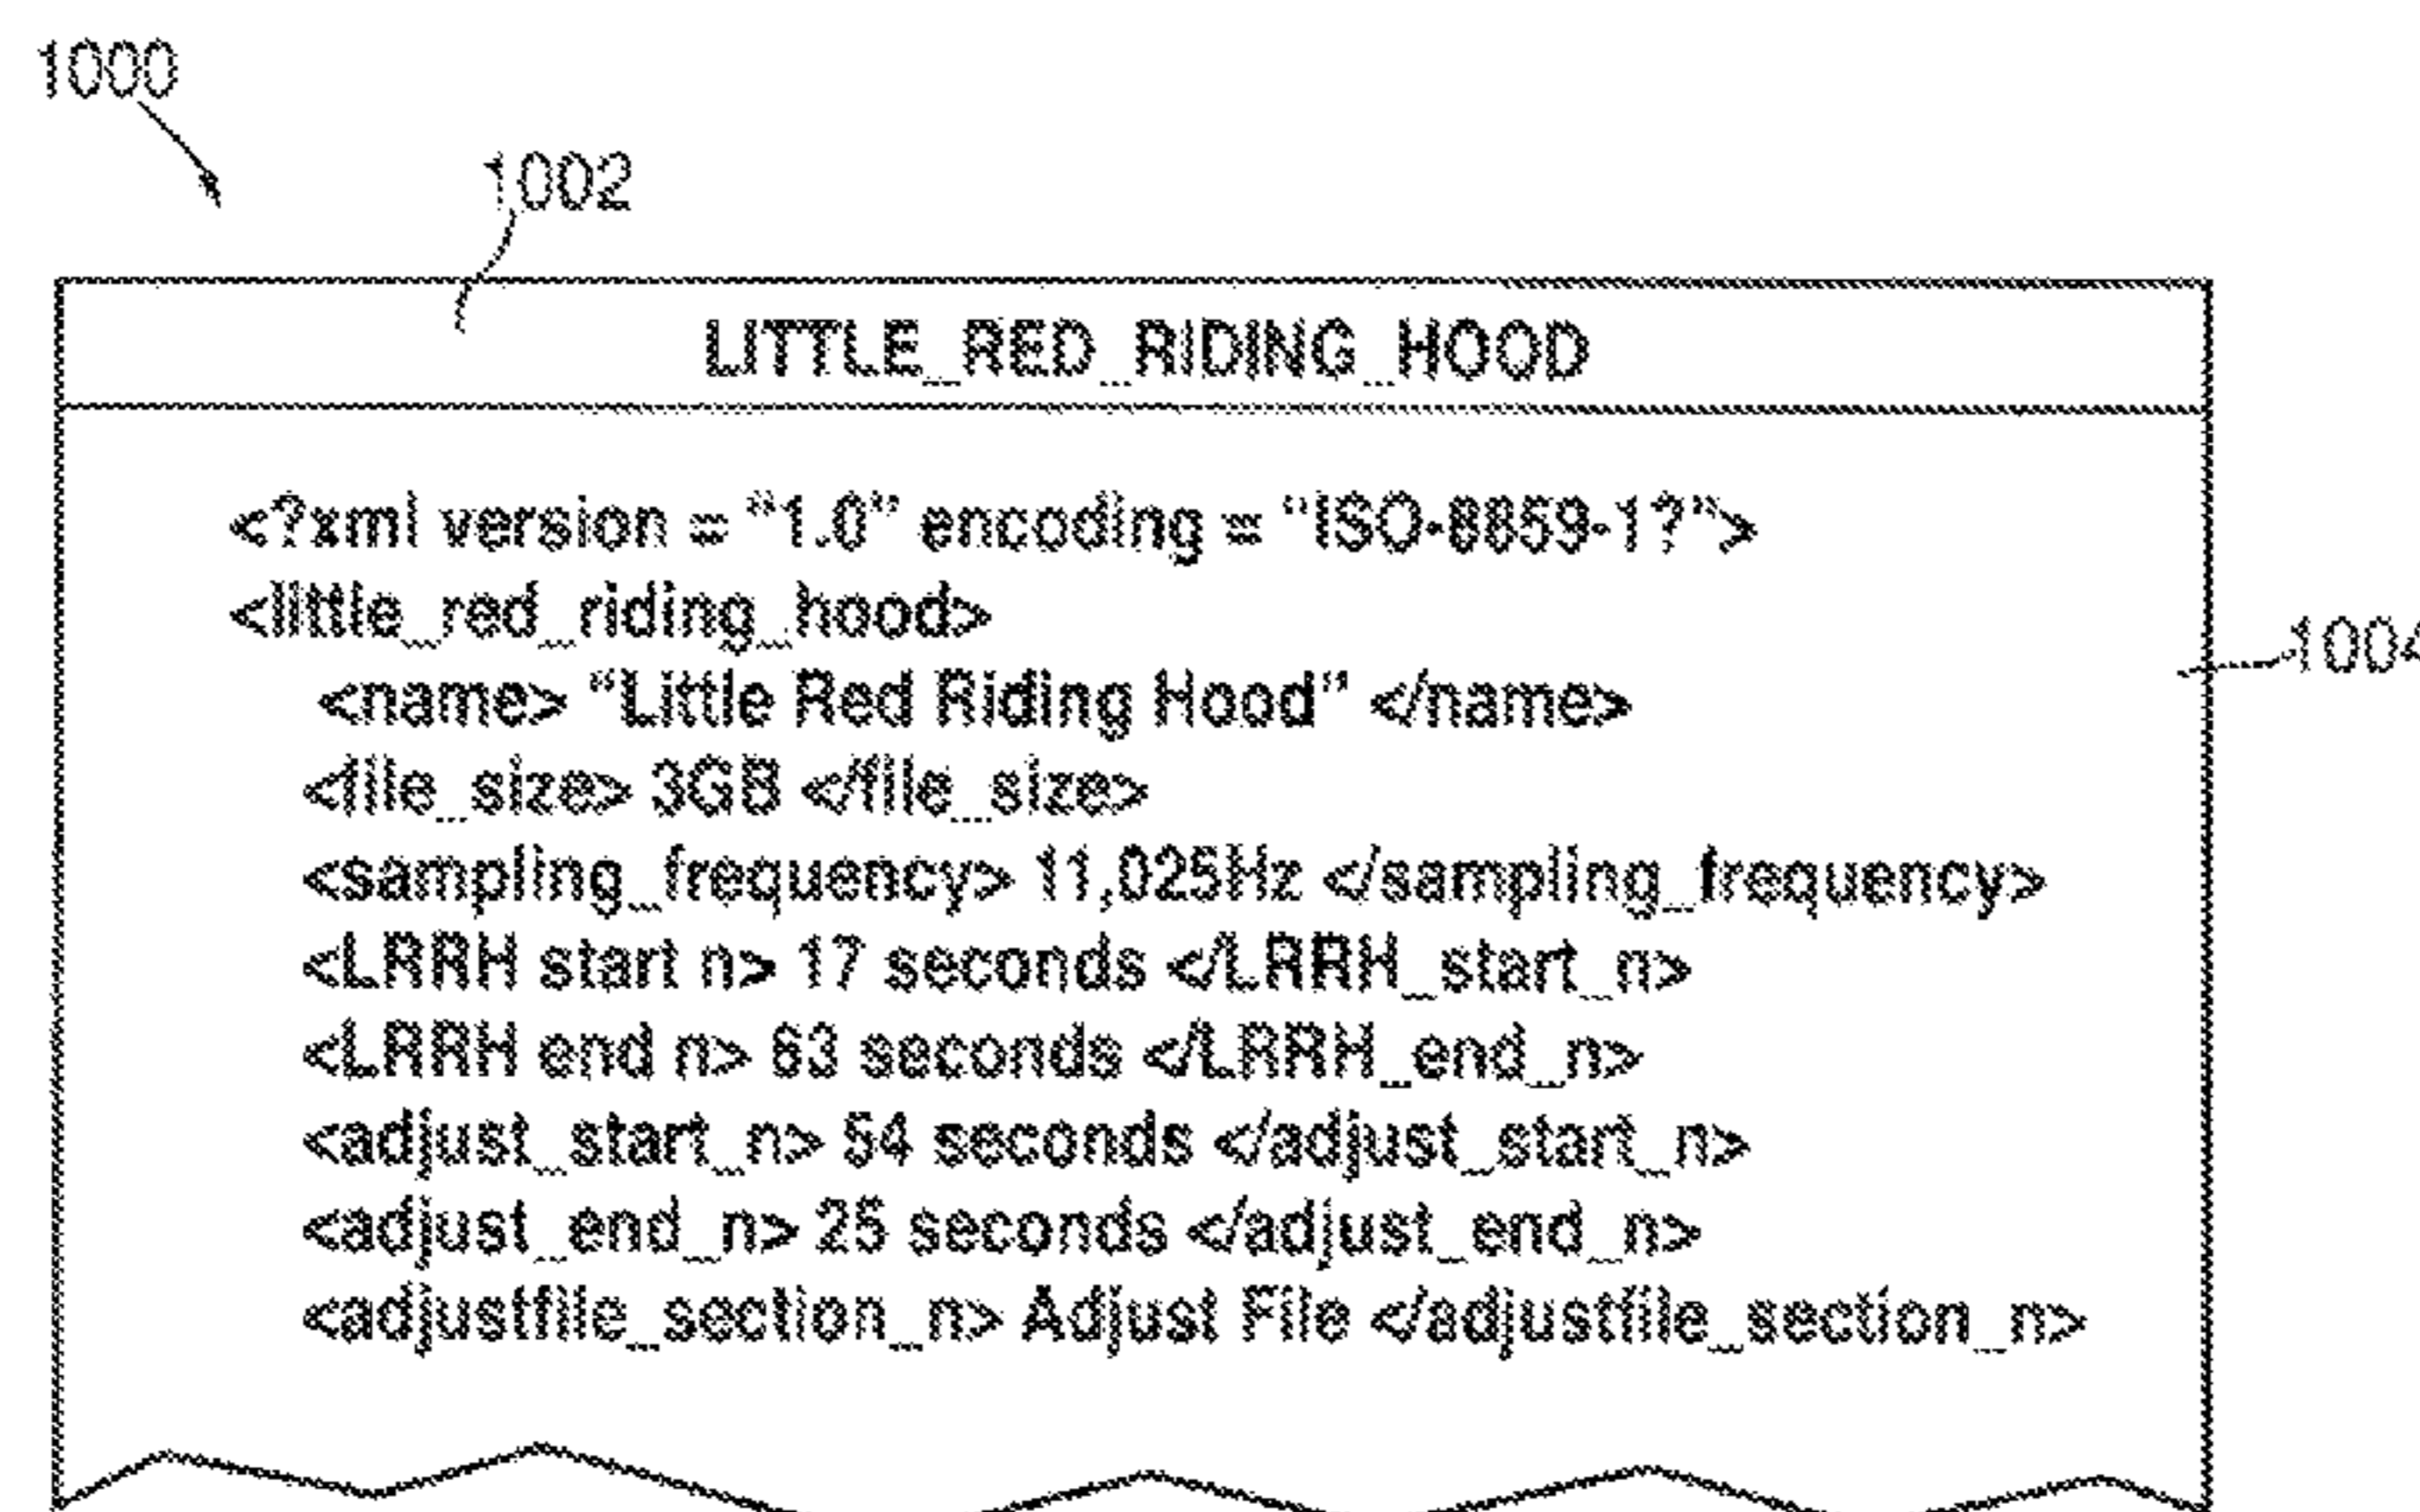 1000
1002
LITTLE_RED_RIDING_HOOD
<?xml version = “1.0” encoding = “ISO-8859-1?”>
<little_red_riding_hood>
1004
<name> “Little Red Riding Hood” </name>
<file_size> 3GB </file_size>
<sampling_frequency> 11,025Hz </sampling_frequency>
<LRRH start n> 17 seconds </LRRH_start_n>
<LRRH end n> 63 seconds </LRRH_end_n>
<adjust_start_n> 54 seconds </adjust_start_n>
<adjust_end_n> 25 seconds </adjust_end_n>
<adjustfile_section_n> Adjust File </adjustfile_section_n>